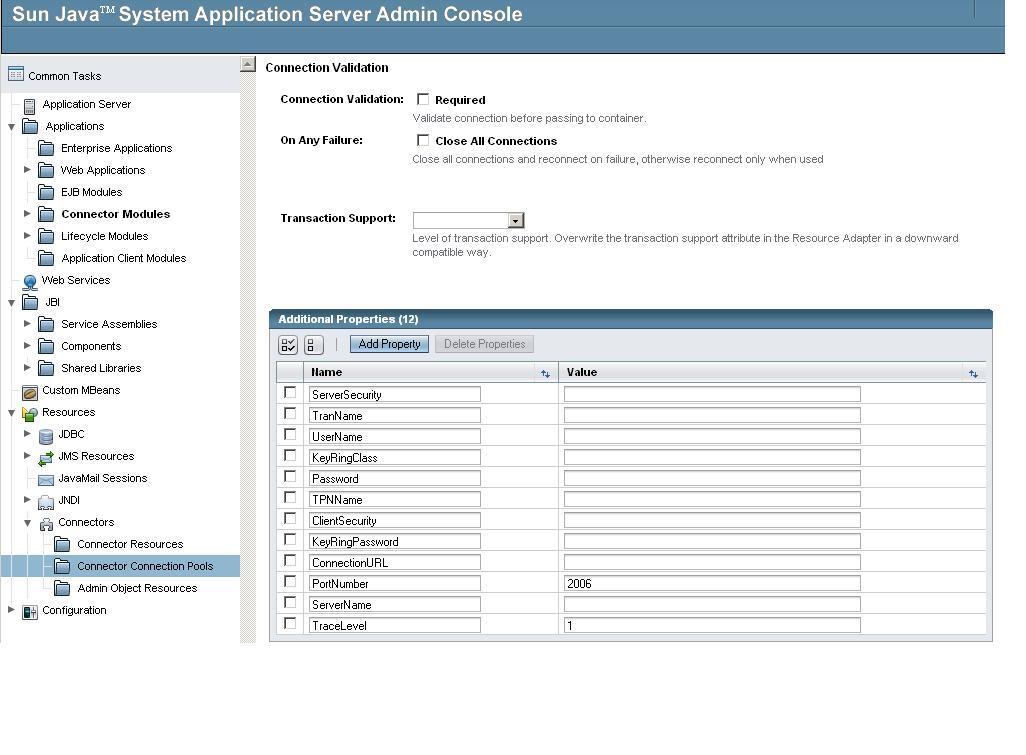 Sun Java™ System Application Server Admin Console
Common Tasks
Application Server
Applications
Enterprise Applications
Web Applications
EJB Modules
Connector Modules
Lifecycle Modules
Application Client Modules
Web Services
JBI
Service Assemblies
Components
Shared Libraries
Custom MBeans
Resources
JDBC
JMS Resources
JavaMail Sessions
JNDI
Connectors
Connector Resources
Connector Connection Pools
Admin Object Resources
Configuration
Connection Validation
Connection Validation: Required
Validate connection before passing to container.
On Any Failure: Close All Connections
Close all connections and reconnect on failure, otherwise reconnect only when used
Transaction Support:
Level of transaction support. Overwrite the transaction support attribute in the Resource Adapter in a downward
compatible way.
Additional Properties (12)
Add Property Delete Properties
Name Value
ServerSecurity
TranName
UserName
KeyRingClass
Password
TPNName
ClientSecurity
KeyRingPassword
ConnectionURL
PortNumber 2006
ServerName
TraceLevel 1